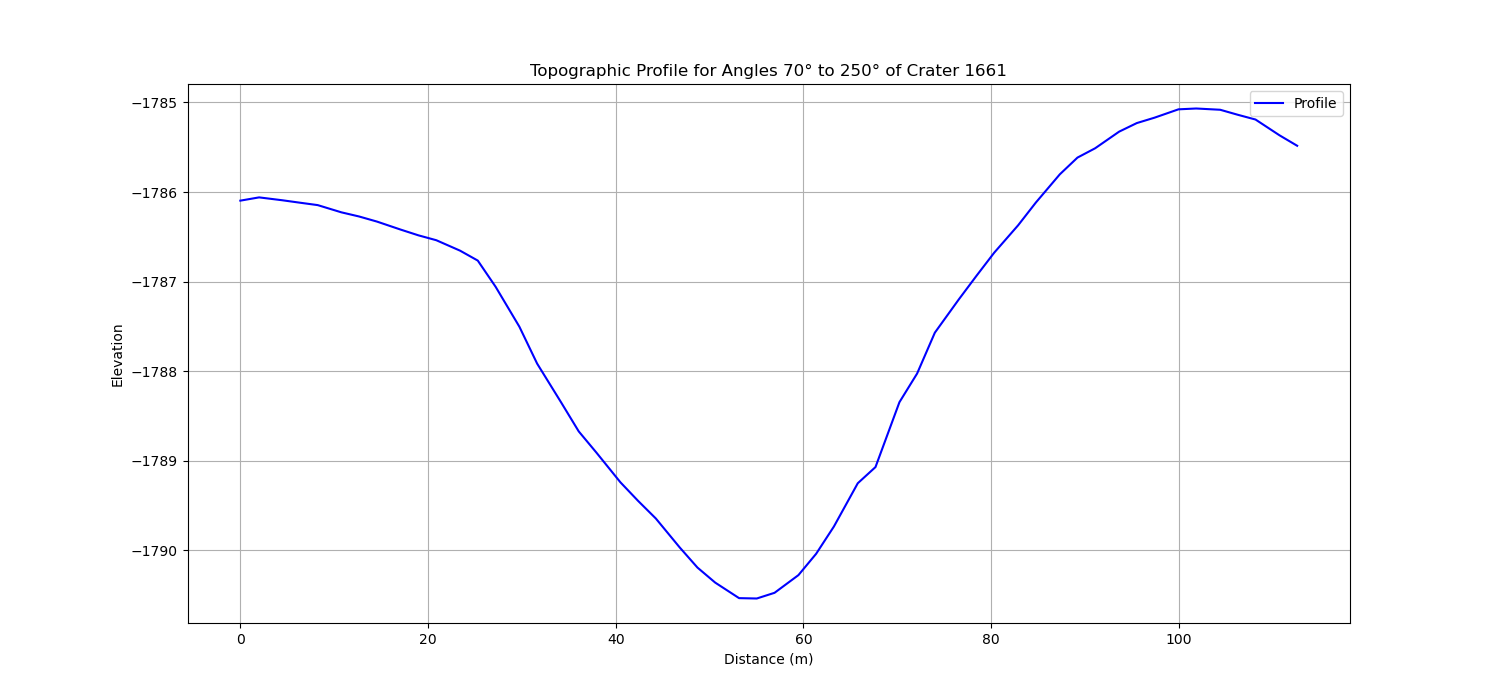 Topographic Profile for Angles 70° to 250° of Crater 1661
Profile
−1785
−1786
−1787
−1788
−1789
−1790
Elevation
0 20 40 60 80 100
Distance (m)